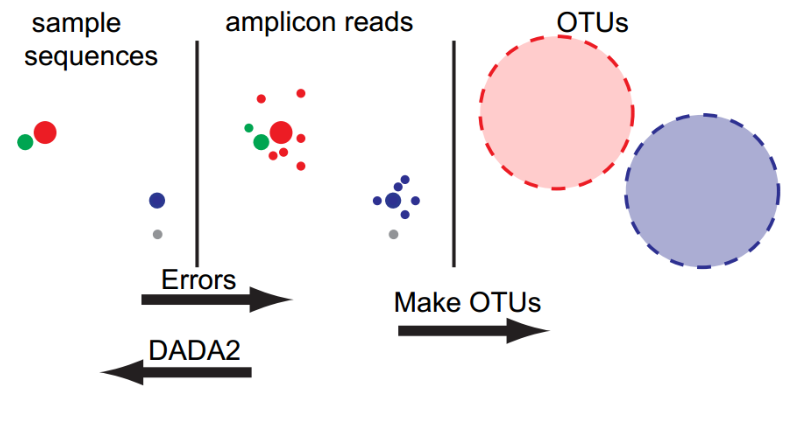 sample
sequences
amplicon reads
OTUs
Errors
Make OTUs
DADA2